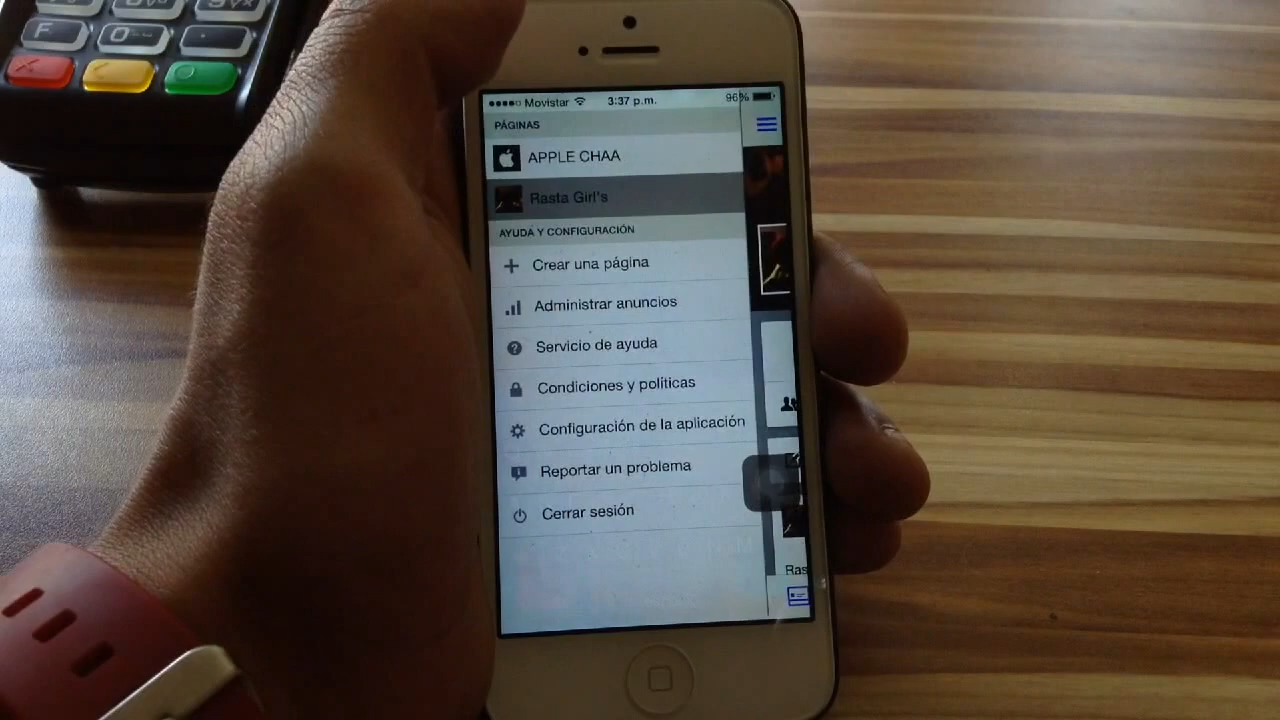 F
O
Movistar 3:37 p.m. 96%
PÁGINAS
APPLE CHAA
Rasta Girl's
AYUDA Y CONFIGURACIÓN
Crear una página
Administrar anuncios
Servicio de ayuda
Condiciones y políticas
Configuración de la aplicación
Reportar un problema
Cerrar sesión
Ras